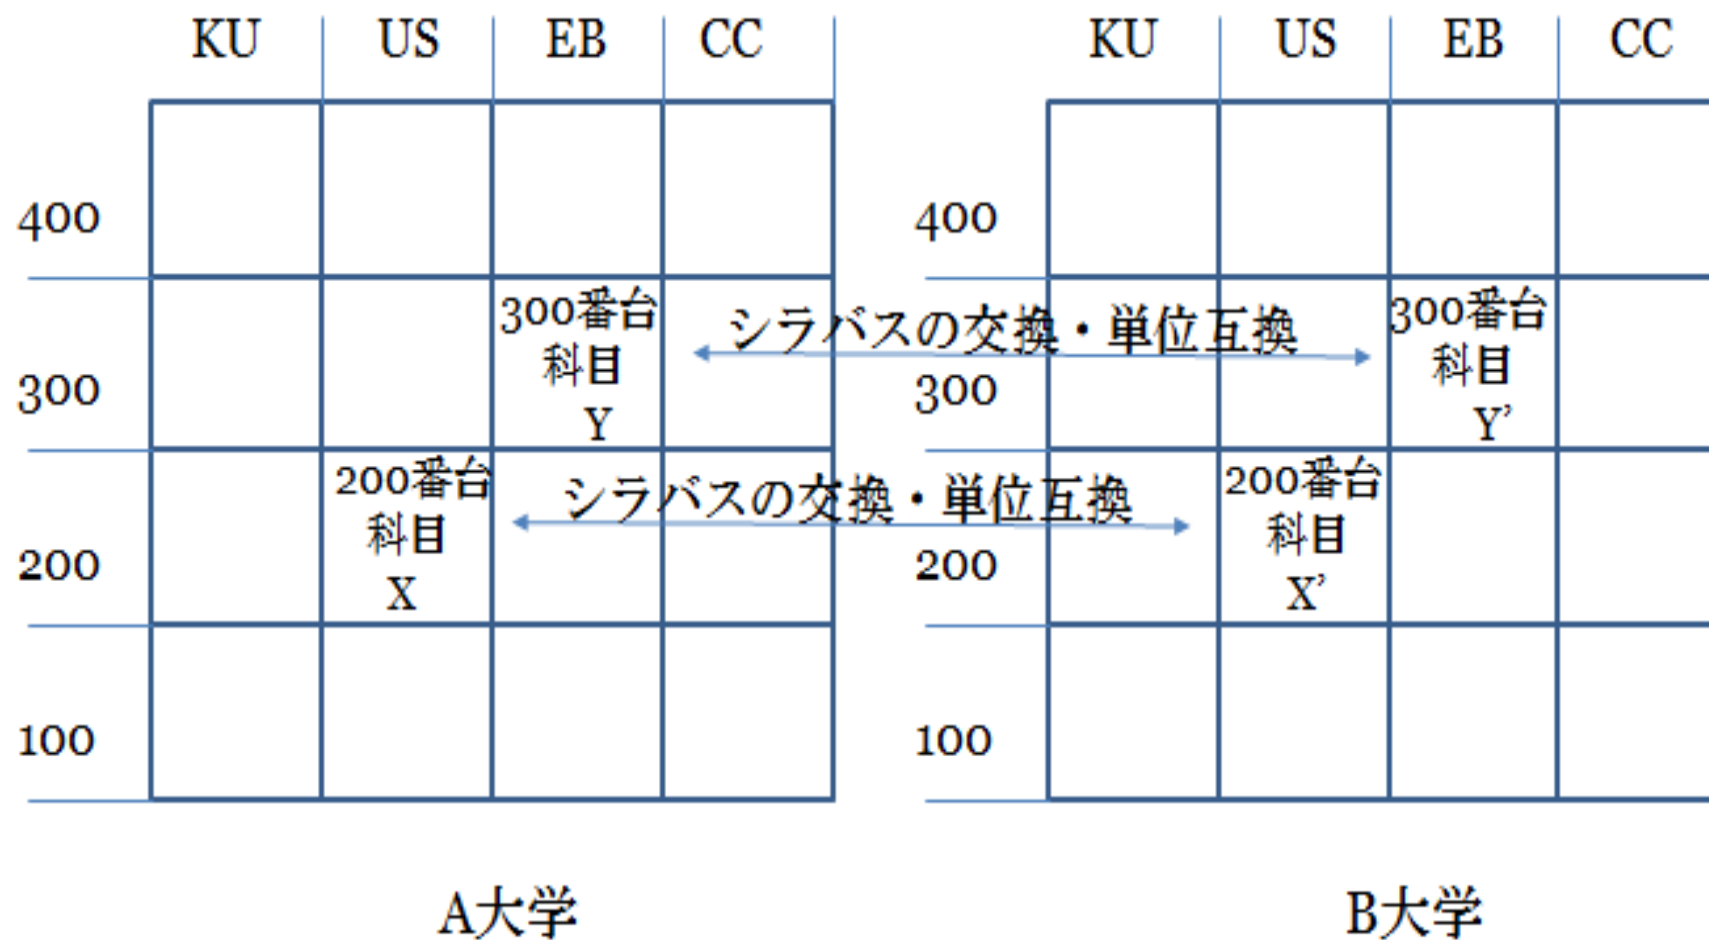 KU US EB CC KU US EB CC
400 400
300番台
科目
Y
シラバスの交換・単位互換
300番台
科目
Y’
300 300
200番台
科目
X
シラバスの交換・単位互換
200番台
科目
X’
200 200
100 100
A大学 B大学